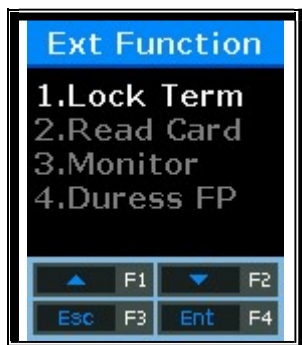 Ext Function
1.Lock Term
2.Read Card
3.Monitor
4.Duress FP
▲ F1 ▼ F2
Esc F3 Ent F4